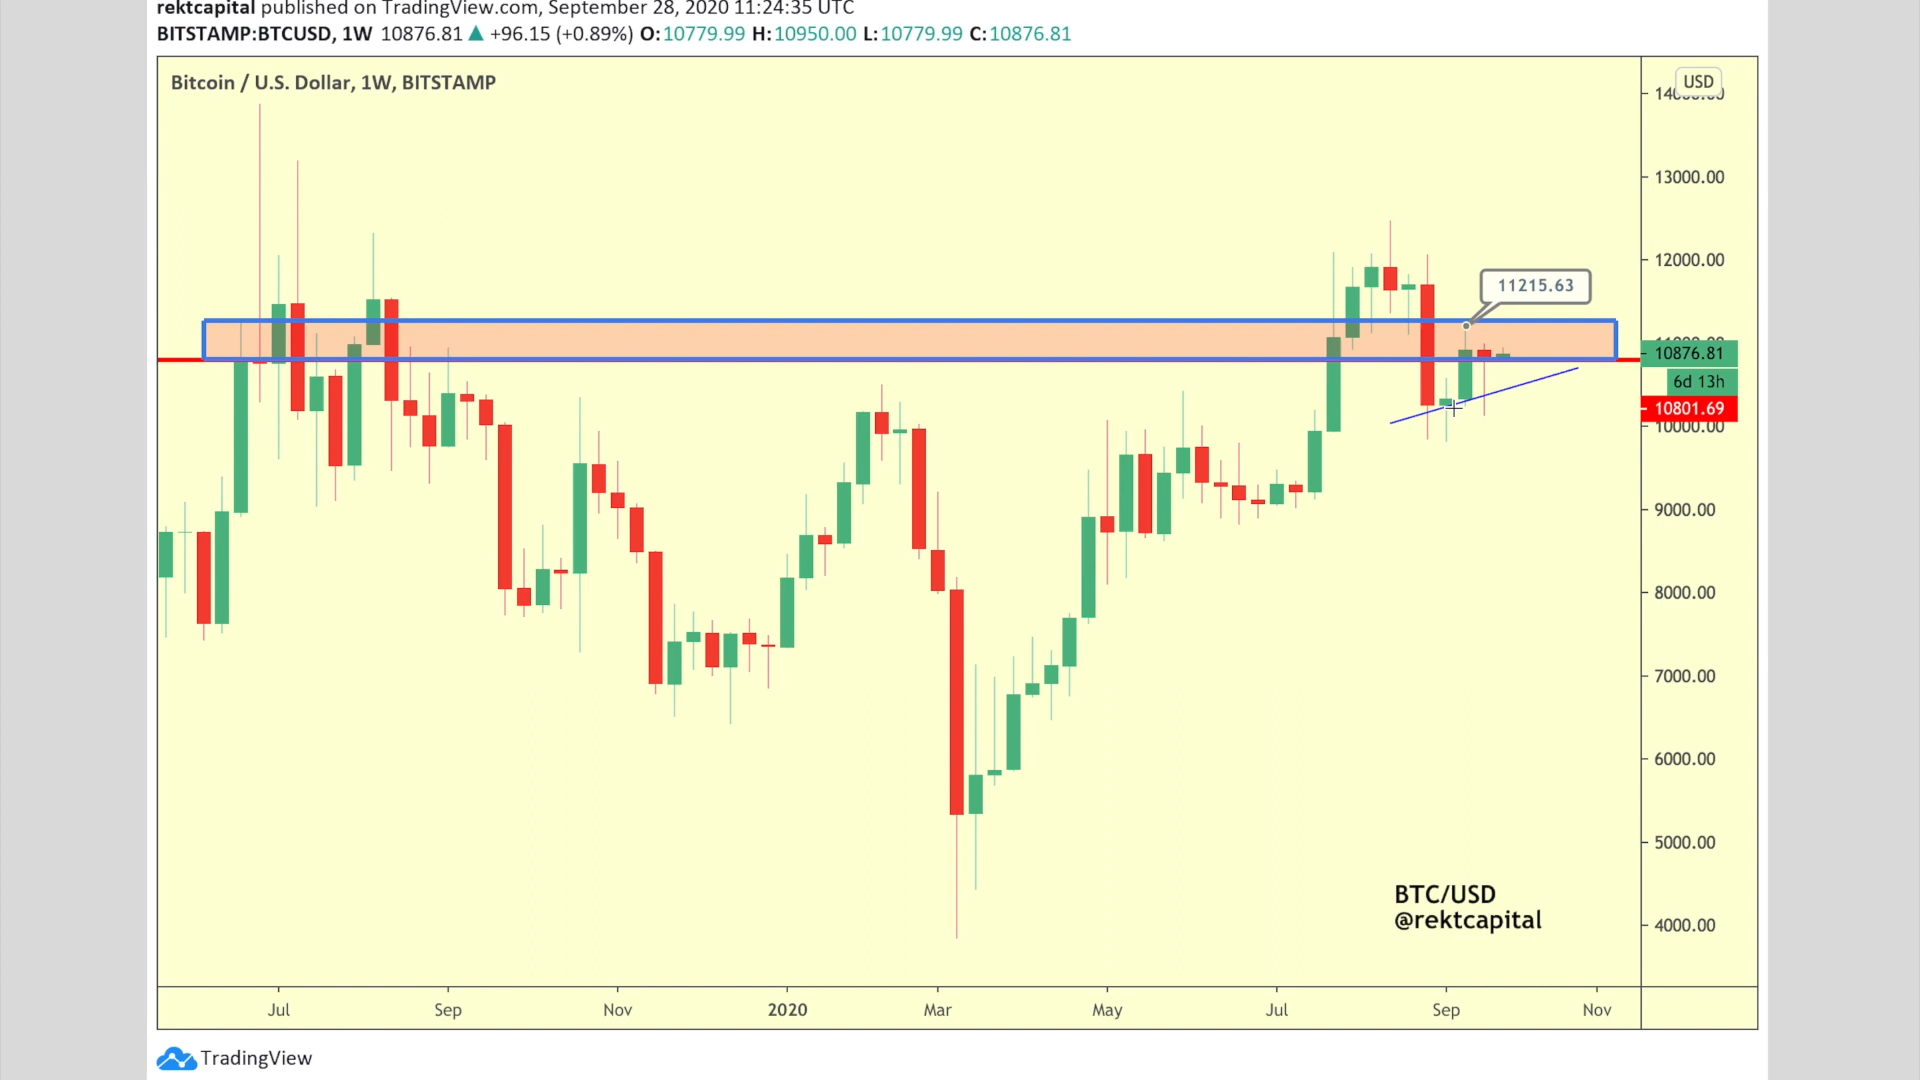 rektcapital published on TradingView.com, September 28, 2020 11:24:35 UTC
BITSTAMP:BTCUSD, 1W 10876.81 ▲ +96.15 (+0.89%) O:10779.99 H:10950.00 L:10779.99 C:10876.81
Bitcoin / U.S. Dollar, 1W, BITSTAMP
USD
13000.00
12000.00
11215.63
10876.81
6d 13h
10801.69
10000.00
9000.00
8000.00
7000.00
6000.00
5000.00
4000.00
BTC/USD
@rektcapital
Jul Sep Nov 2020 Mar May Jul Sep Nov
TradingView